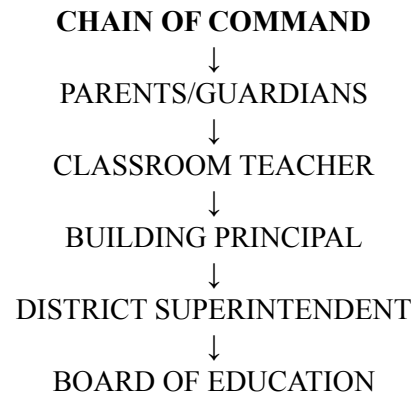 CHAIN OF COMMAND
↓
PARENTS/GUARDIANS
↓
CLASSROOM TEACHER
↓
BUILDING PRINCIPAL
↓
DISTRICT SUPERINTENDENT
↓
BOARD OF EDUCATION